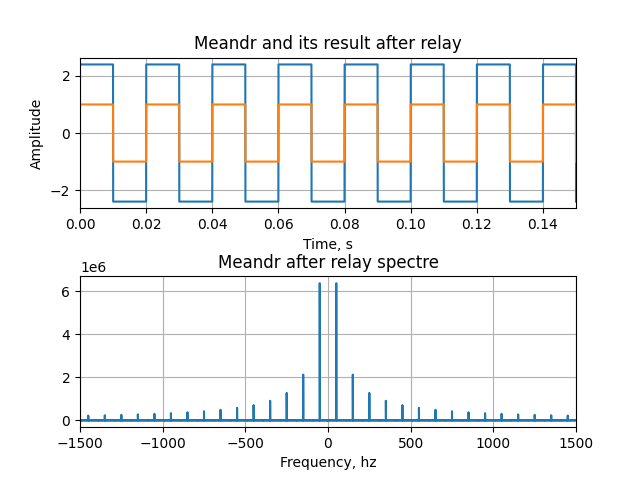 Meandr and its result after relay
2
0
−2
Amplitude
0.00 0.02 0.04 0.06 0.08 0.10 0.12 0.14
Time, s
Meandr after relay spectre
1e6
6
4
2
0
−1500 −1000 −500 0 500 1000 1500
Frequency, hz